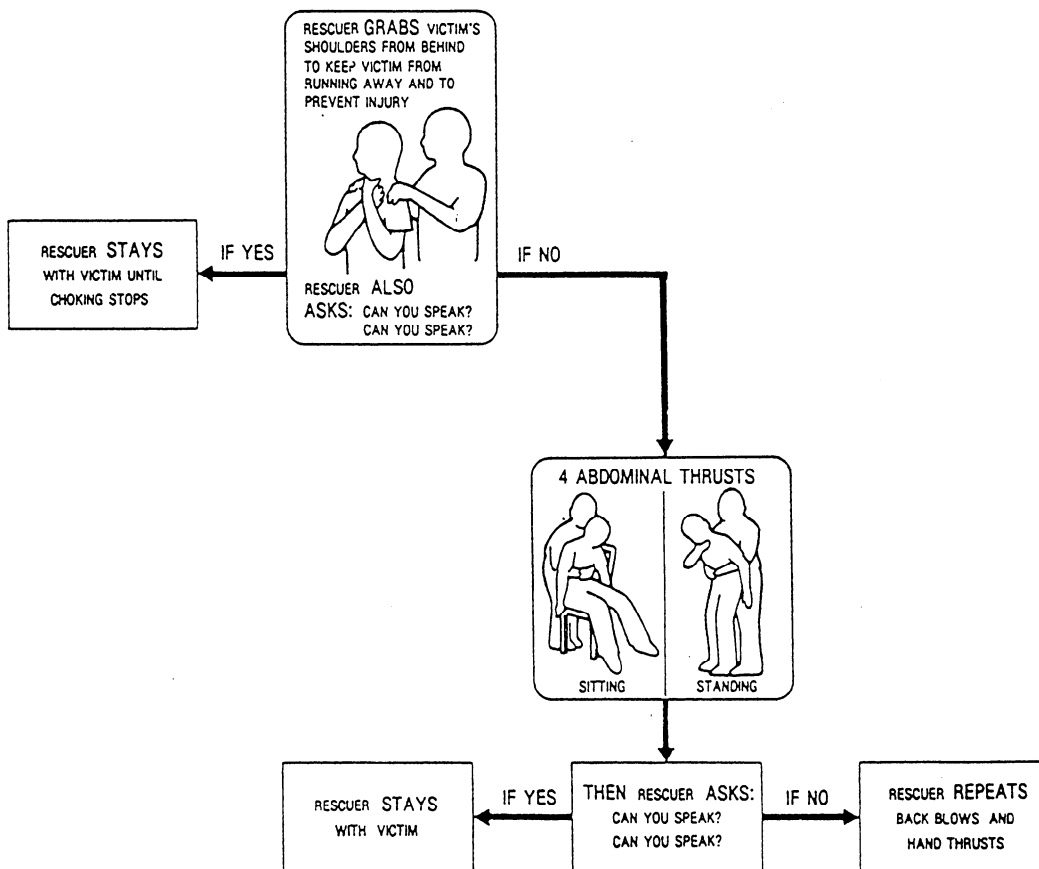 RESCUER GRABS VICTIM'S
SHOULDERS FROM BEHIND
TO KEEP VICTIM FROM
RUNNING AWAY AND TO
PREVENT INJURY
RESCUER ALSO
ASKS: CAN YOU SPEAK?
CAN YOU SPEAK?
IF YES
RESCUER STAYS
WITH VICTIM UNTIL
CHOKING STOPS
IF NO
4 ABDOMINAL THRUSTS
SITTING
STANDING
THEN RESCUER ASKS:
CAN YOU SPEAK?
CAN YOU SPEAK?
IF YES
RESCUER STAYS
WITH VICTIM
IF NO
RESCUER REPEATS
BACK BLOWS AND
HAND THRUSTS